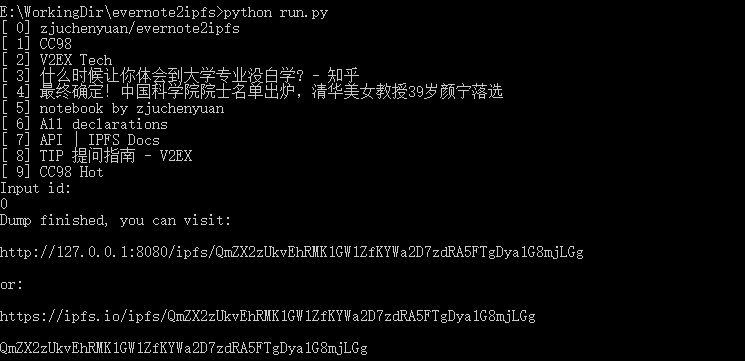 E:\WorkingDir\evernote2ipfs>python run.py
[ 0] zjuchenyuan/evernote2ipfs
[ 1] CC98
[ 2] V2EX Tech
[ 3] 什么时候让你体会到大学专业没白学? - 知乎
[ 4] 最终确定! 中国科学院院士名单出炉，清华美女教授39岁颜宁落选
[ 5] notebook by zjuchenyuan
[ 6] All declarations
[ 7] API | IPFS Docs
[ 8] TIP 提问指南 - V2EX
[ 9] CC98 Hot
Input id:
0
Dump finished, you can visit:
http://127.0.0.1:8080/ipfs/QmZX2zUkvEhRMK1GW1ZfKYWa2D7zdRA5FTgDya1G8mjLGg
or:
https://ipfs.io/ipfs/QmZX2zUkvEhRMK1GW1ZfKYWa2D7zdRA5FTgDya1G8mjLGg
QmZX2zUkvEhRMK1GW1ZfKYWa2D7zdRA5FTgDya1G8mjLGg